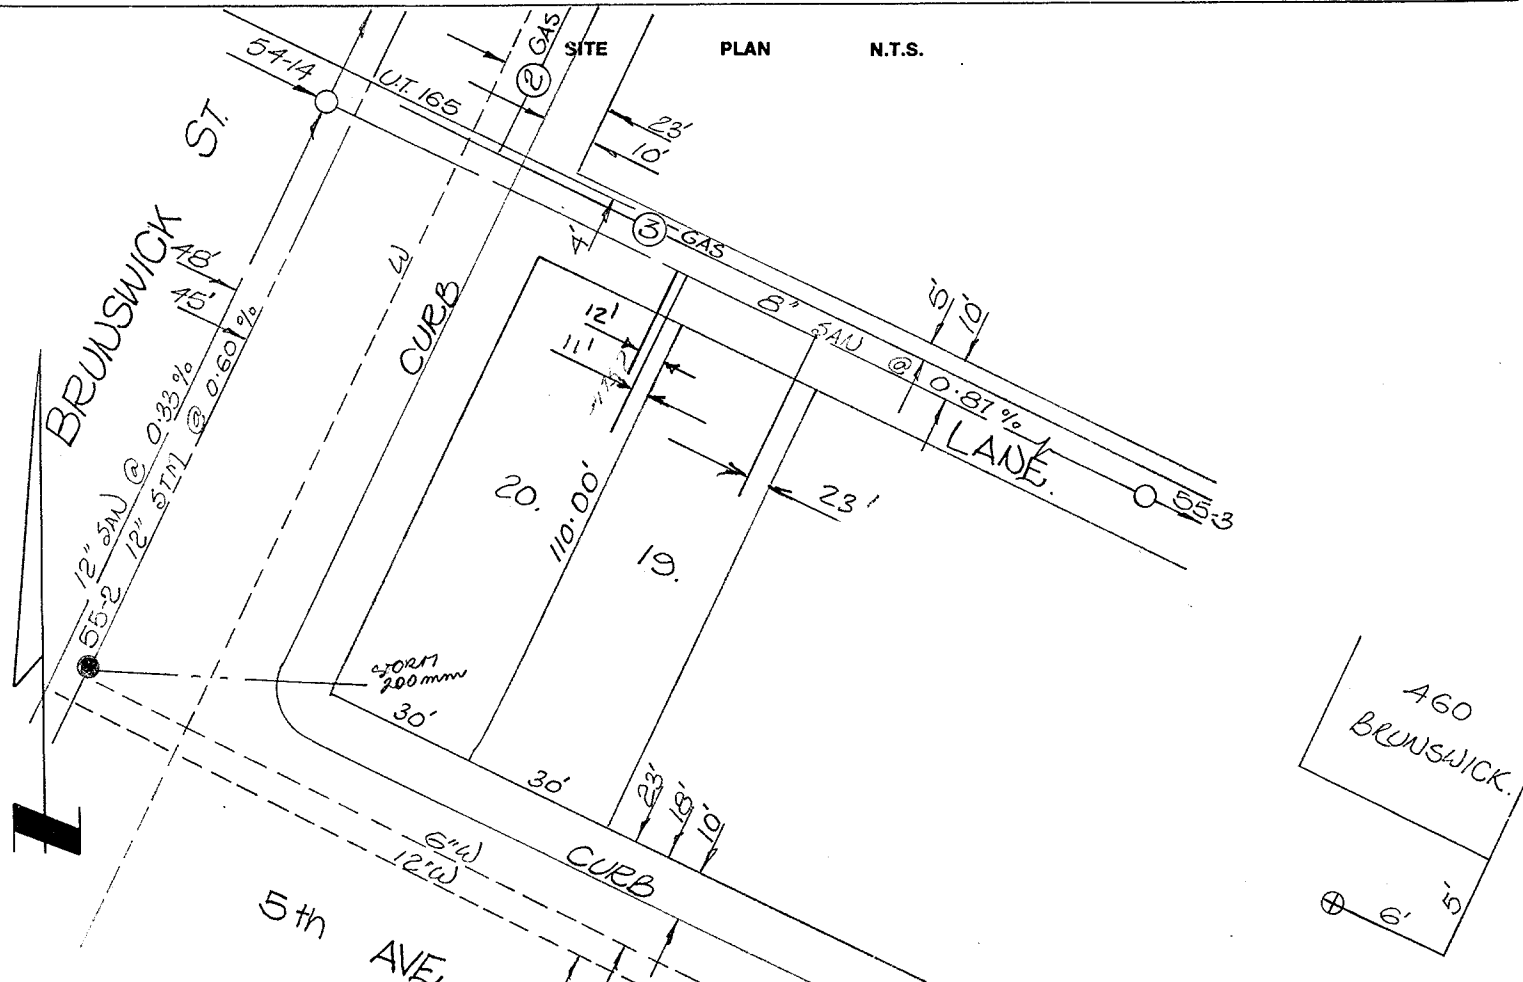 SITE PLAN N.T.S.
54-14
U.T. 165
2 GAS
23'
10'
BRUNSWICK ST.
48'
45'
W
CURB
4'
3 GAS
8" SAN @ 0.87 %
5'
10'
LANE.
55-3
12'
11'
20.
110.00'
19.
23'
12" SAN @ 0.33 %
12" STM @ 0.60 %
55-2
STORM
200mm
30'
30'
23'
18'
10'
6" W
12" W
CURB
5th AVE.
460
BRUNSWICK.
5'
6'